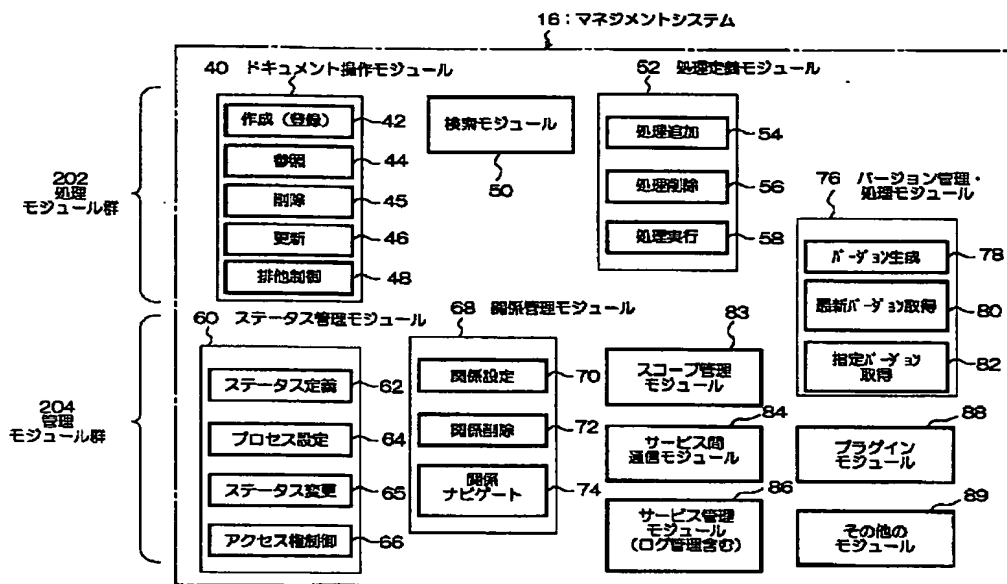 16：マネジメントシステム
40 ドキュメント操作モジュール
作成（登録）
42
参照
44
削除
45
更新
46
排他制御
48
検索モジュール
50
52 処理定義モジュール
処理追加
54
処理削除
56
処理実行
58
202
処理
モジュール群
76 バージョン管理・
処理モジュール
バージョン生成
78
最新バージョン取得
80
指定バージョン
取得
82
60 ステータス管理モジュール
ステータス定義
62
プロセス設定
64
ステータス変更
65
アクセス権制御
66
204
管理
モジュール群
68 関係管理モジュール
関係設定
70
関係削除
72
関係
ナビゲート
74
83
スコープ管理
モジュール
84
サービス間
通信モジュール
86
サービス管理
モジュール
（ログ管理含む）
88
プラグイン
モジュール
89
その他の
モジュール